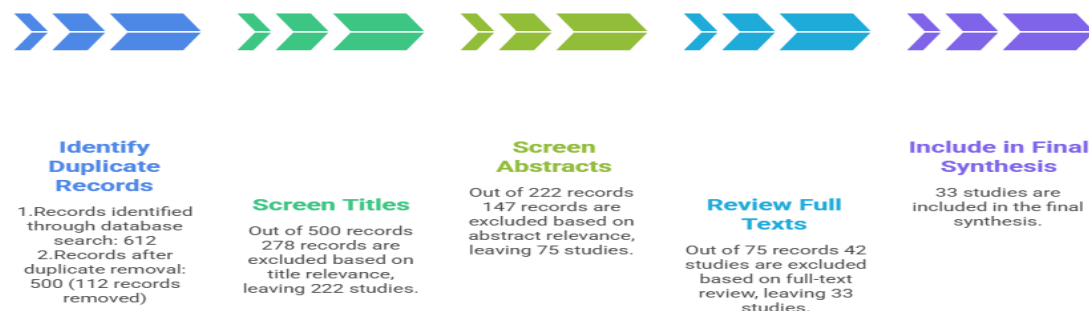 Identify
Duplicate
Records
1.Records identified
through database
search: 612
2.Records after
duplicate removal:
500 (112 records
removed)
Screen Titles
Out of 500 records
278 records are
excluded based on
title relevance,
leaving 222 studies.
Screen
Abstracts
Out of 222 records
147 records are
excluded based on
abstract relevance,
leaving 75 studies.
Review Full
Texts
Out of 75 records 42
studies are excluded
based on full-text
review, leaving 33
studies.
Include in Final
Synthesis
33 studies are
included in the final
synthesis.